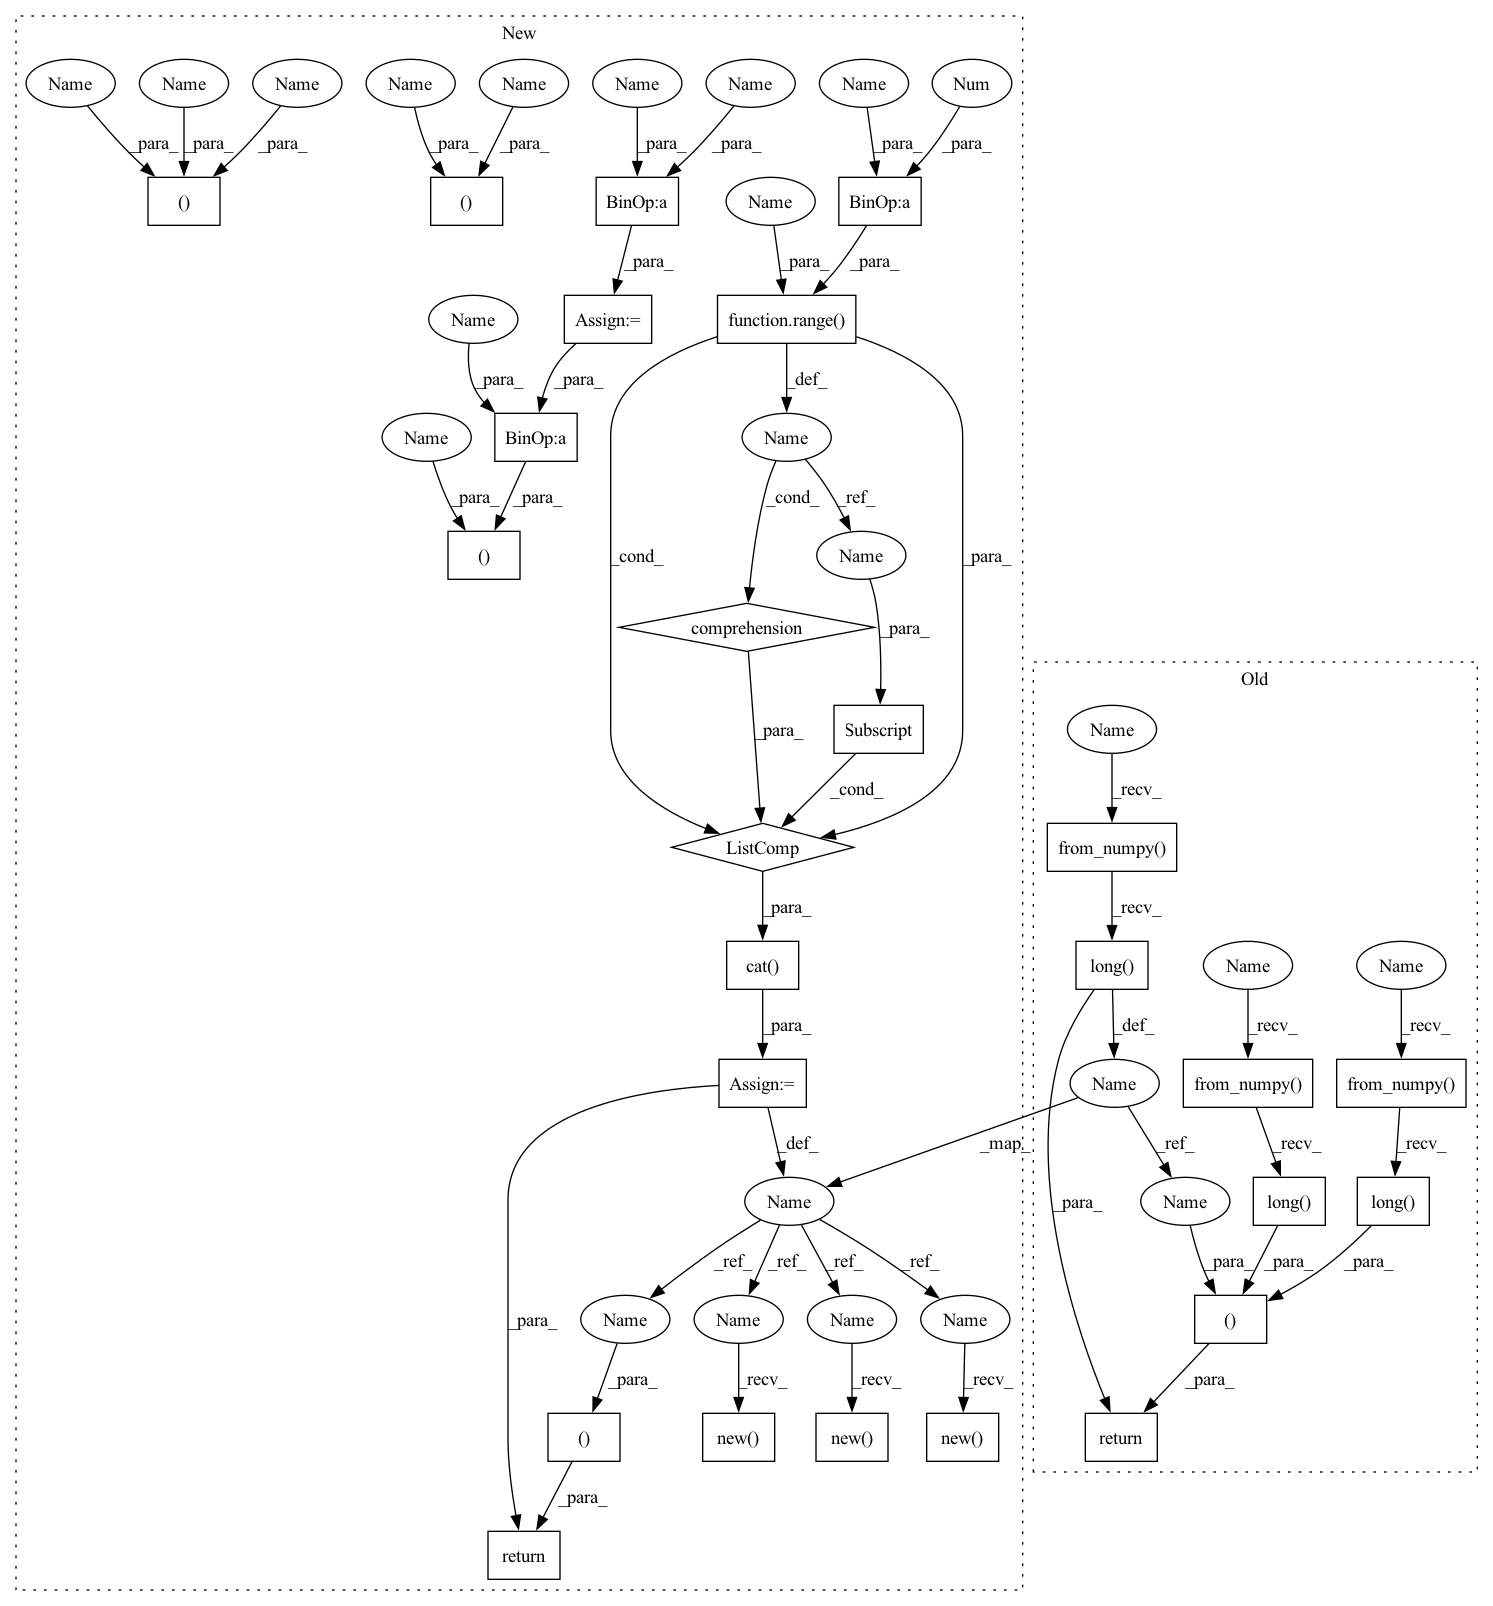 New
Name
Name
Name
Name
Name
Name
Name
Name
Num
_para_
_para_
_para_
_para_
_para_
_para_
_para_
_para_
_para_
()
()
BinOp:a
Name
BinOp:a
_para_
_para_
_para_
Name
Assign:=
function.range()
_para_
_para_
_def_
Name
BinOp:a
Name
_para_
_para_
_cond_
_ref_
()
_cond_
Name
_para_
comprehension
_para_
Old
Subscript
Name
_para_
_cond_
_recv_
ListComp
from_numpy()
_para_
_recv_
cat()
long()
Name
Name
_para_
_def_
_recv_
_recv_
Assign:=
Name
from_numpy()
from_numpy()
_def_
_map_
_ref_
_recv_
_recv_
Name
Name
long()
long()
_para_
_ref_
_ref_
_ref_
_ref_
_para_
_para_
_para_
_para_
Name
Name
Name
Name
()
_para_
_recv_
_recv_
_recv_
_para_
()
new()
new()
new()
return
_para_
return